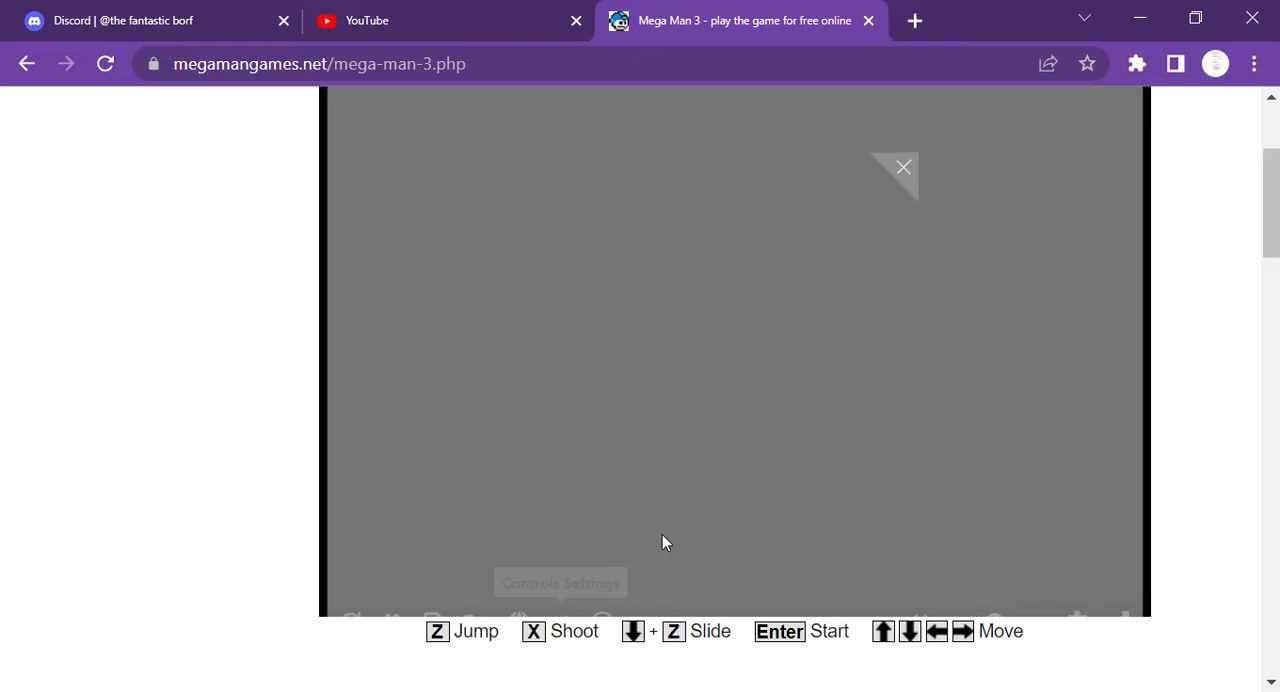 Discord | @the fantastic borf
YouTube
Mega Man 3 - play the game for free online
megamangames.net/mega-man-3.php
Controls Settings
Z Jump X Shoot + Z Slide Enter Start Move